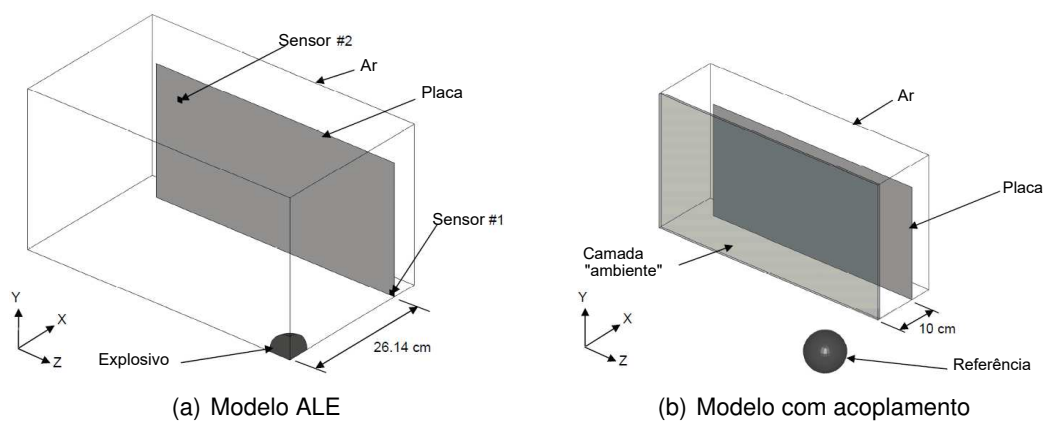 Sensor #2
Ar
Placa
Sensor #1
Y
X
Z
Explosivo
26.14 cm
(a) Modelo ALE
Ar
Placa
Camada
"ambiente"
Y
X
Z
10 cm
Referência
(b) Modelo com acoplamento